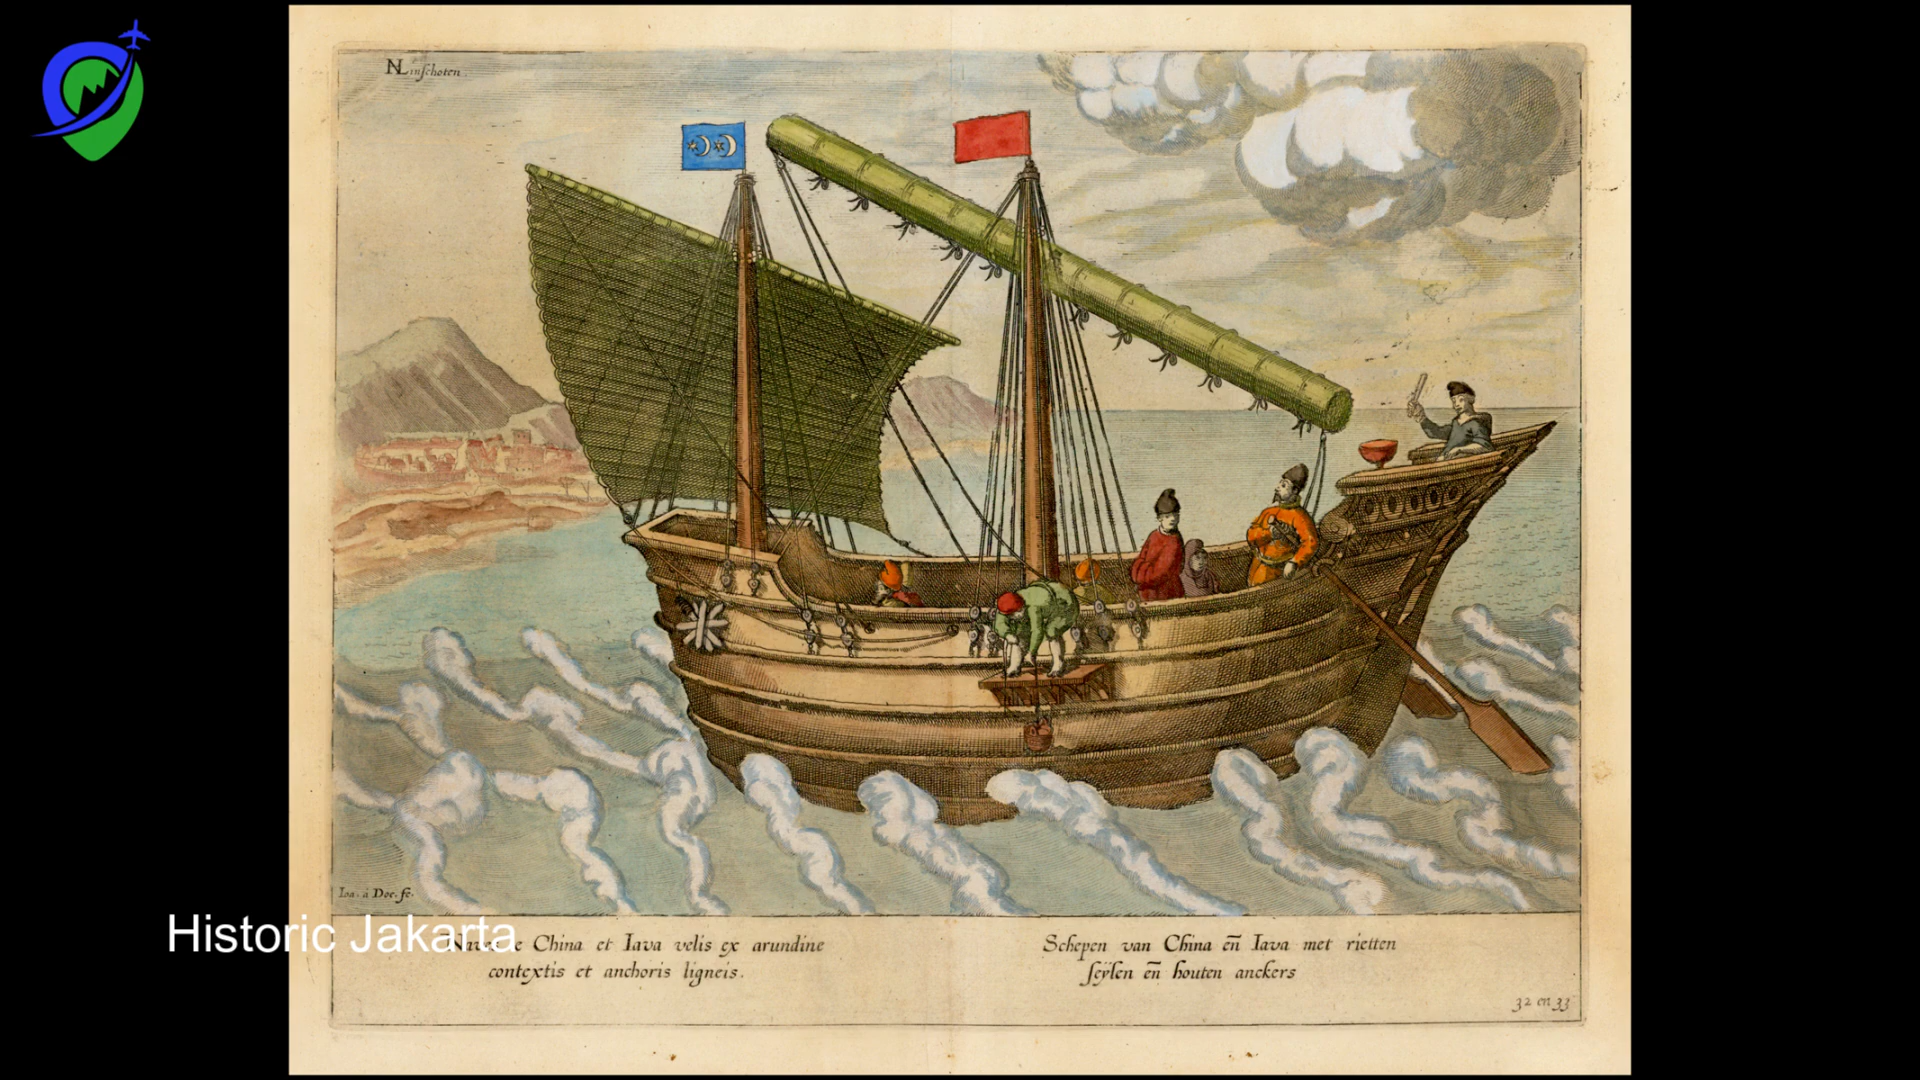 NLinſchoten.
Ioa. à Doe. fe.
Historic Jakarta
e China et Iava velis ex arundine
contextis et anchoris ligneis.
Schepen van China en̄ Iava met rietten
ſeÿlen en̄ houten anckers
32 en 33